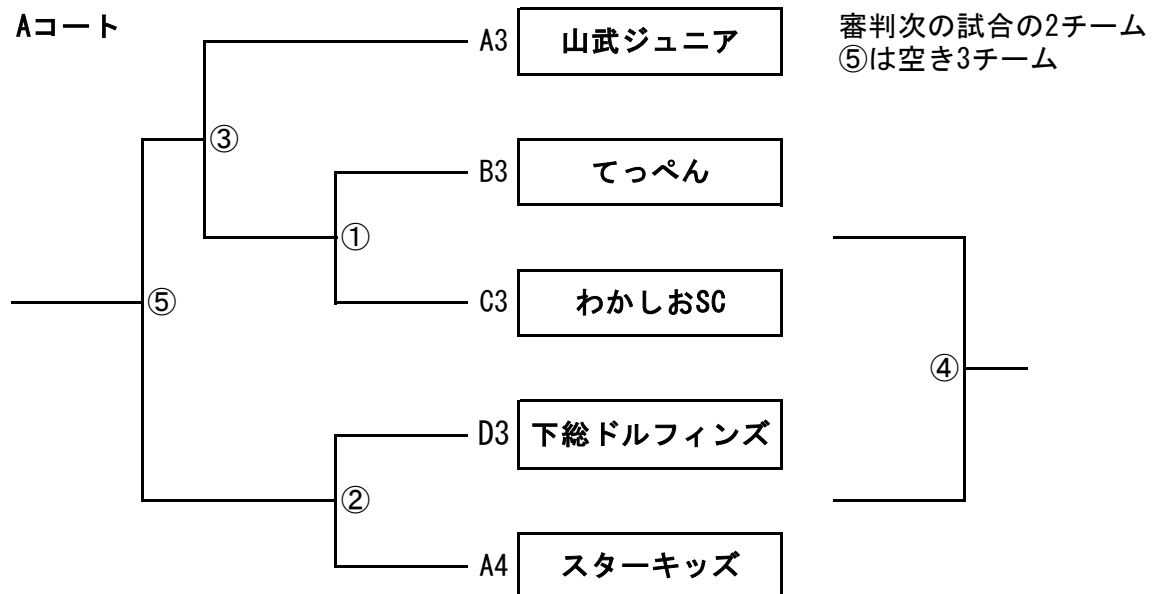 Aコート
審判次の試合の2チーム
⑤は空き3チーム
A3 山武ジュニア
③
B3 てっぺん
①
C3 わかしおSC
⑤
④
D3 下総ドルフィンズ
②
A4 スターキッズ